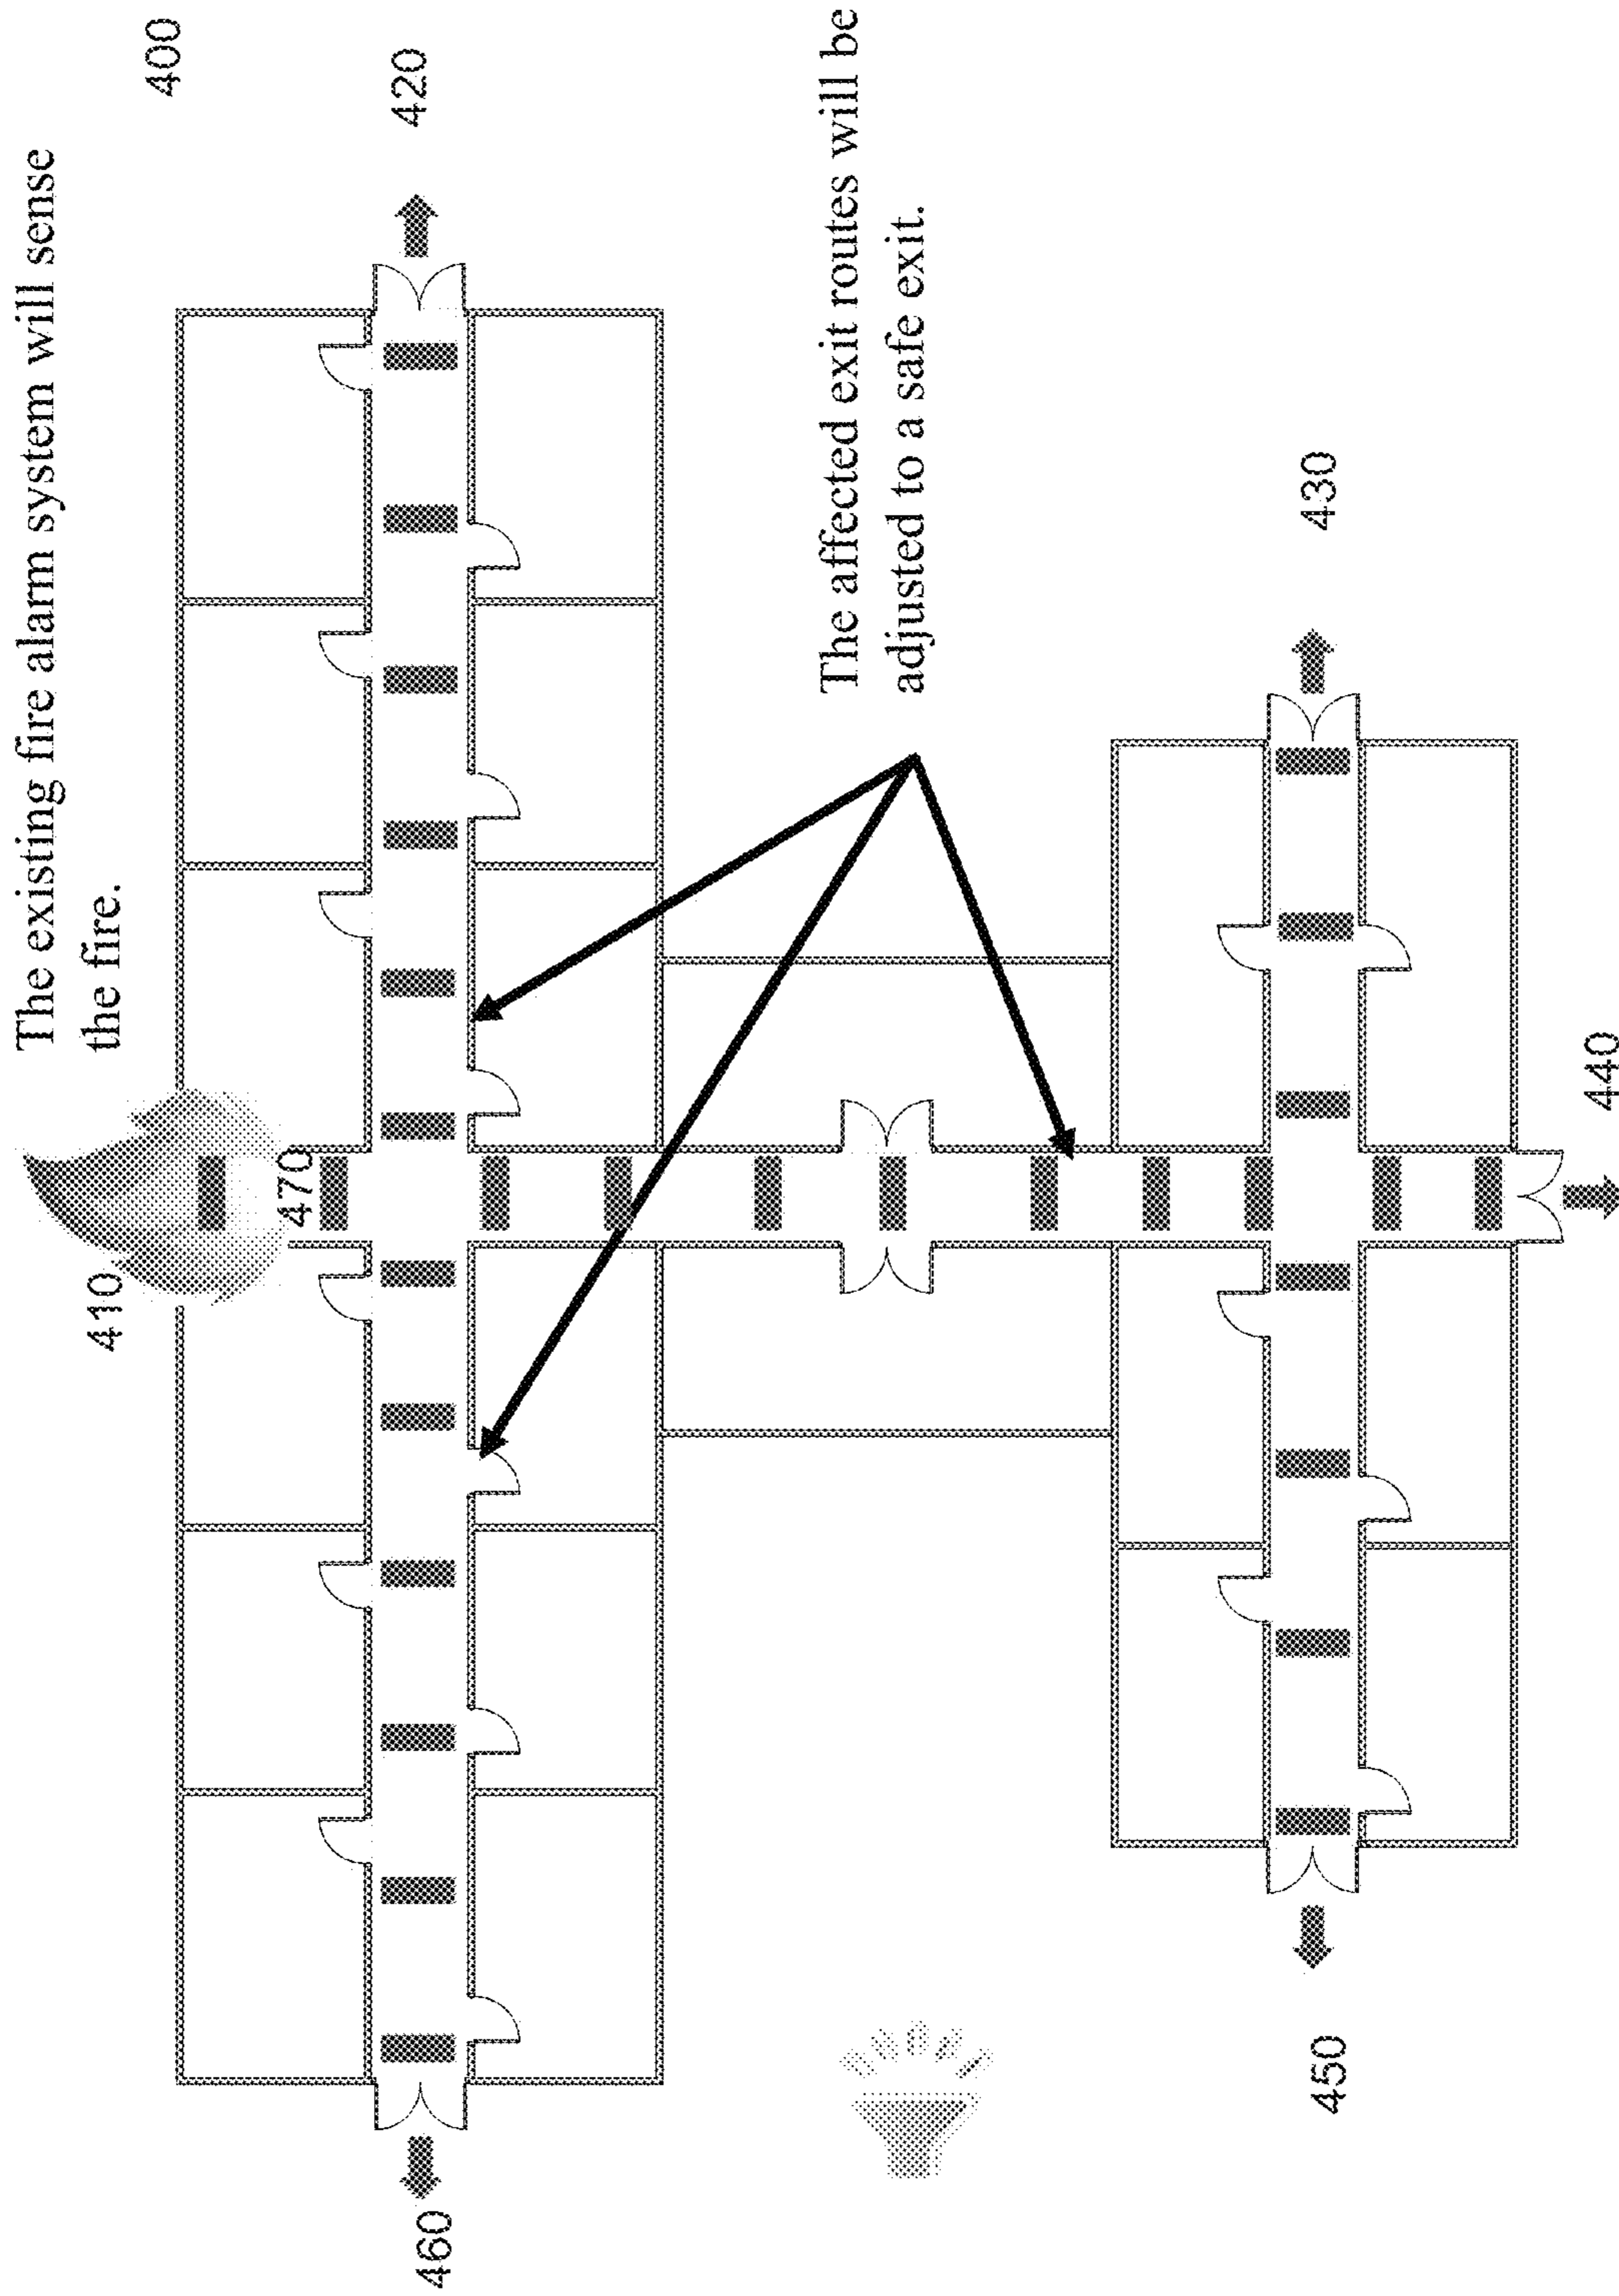 The existing fire alarm system will sense
the fire.
400
410
470
460
420
The affected exit routes will be
adjusted to a safe exit.
450
430
440